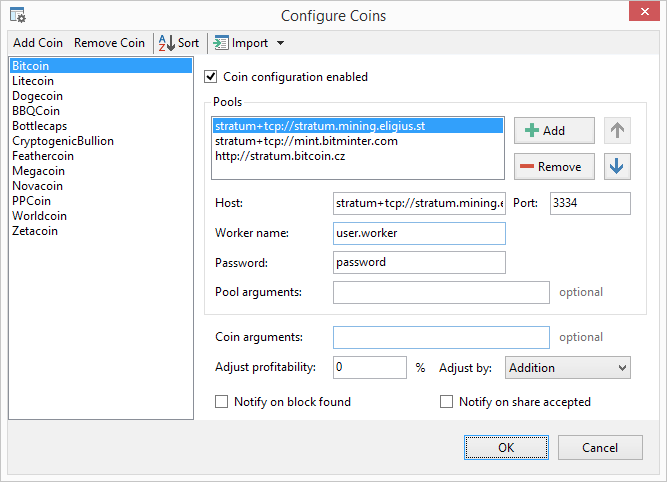 Configure Coins
Add Coin Remove Coin AZ Sort Import
Bitcoin
Litecoin
Dogecoin
BBQCoin
Bottlecaps
CryptogenicBullion
Feathercoin
Megacoin
Novacoin
PPCoin
Worldcoin
Zetacoin
Coin configuration enabled
Pools
stratum+tcp://stratum.mining.eligius.st
stratum+tcp://mint.bitminter.com
http://stratum.bitcoin.cz
Add
Remove
Host: stratum+tcp://stratum.mining.e Port: 3334
Worker name: user.worker
Password: password
Pool arguments: optional
Coin arguments: optional
Adjust profitability: 0 % Adjust by: Addition
Notify on block found Notify on share accepted
OK Cancel